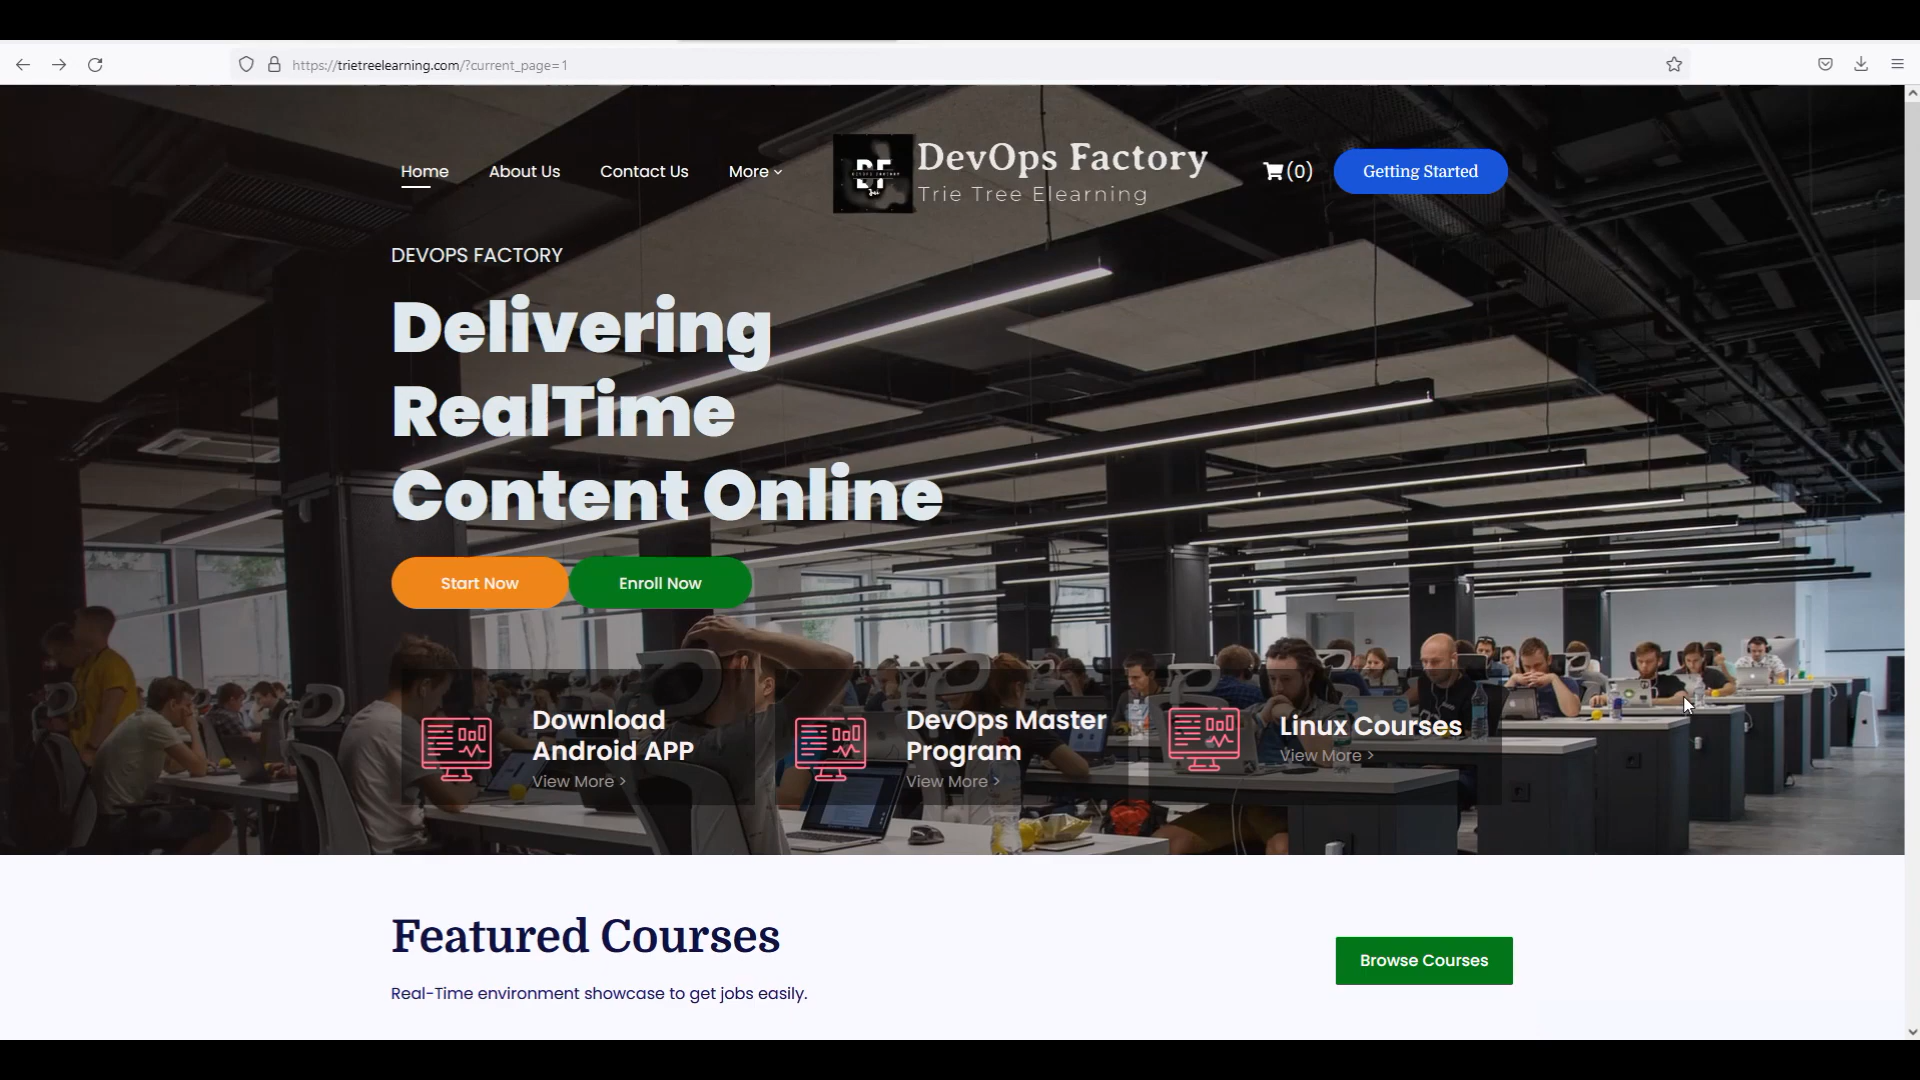 https://trietreelearning.com/?current_page=1
Home
About Us
Contact Us
More
DF
DevOps Factory
Trie Tree Elearning
(0)
Getting Started
DEVOPS FACTORY
Delivering
RealTime
Content Online
Start Now
Enroll Now
Download
Android APP
View More >
DevOps Master
Program
View More >
Linux Courses
View More >
Featured Courses
Real-Time environment showcase to get jobs easily.
Browse Courses